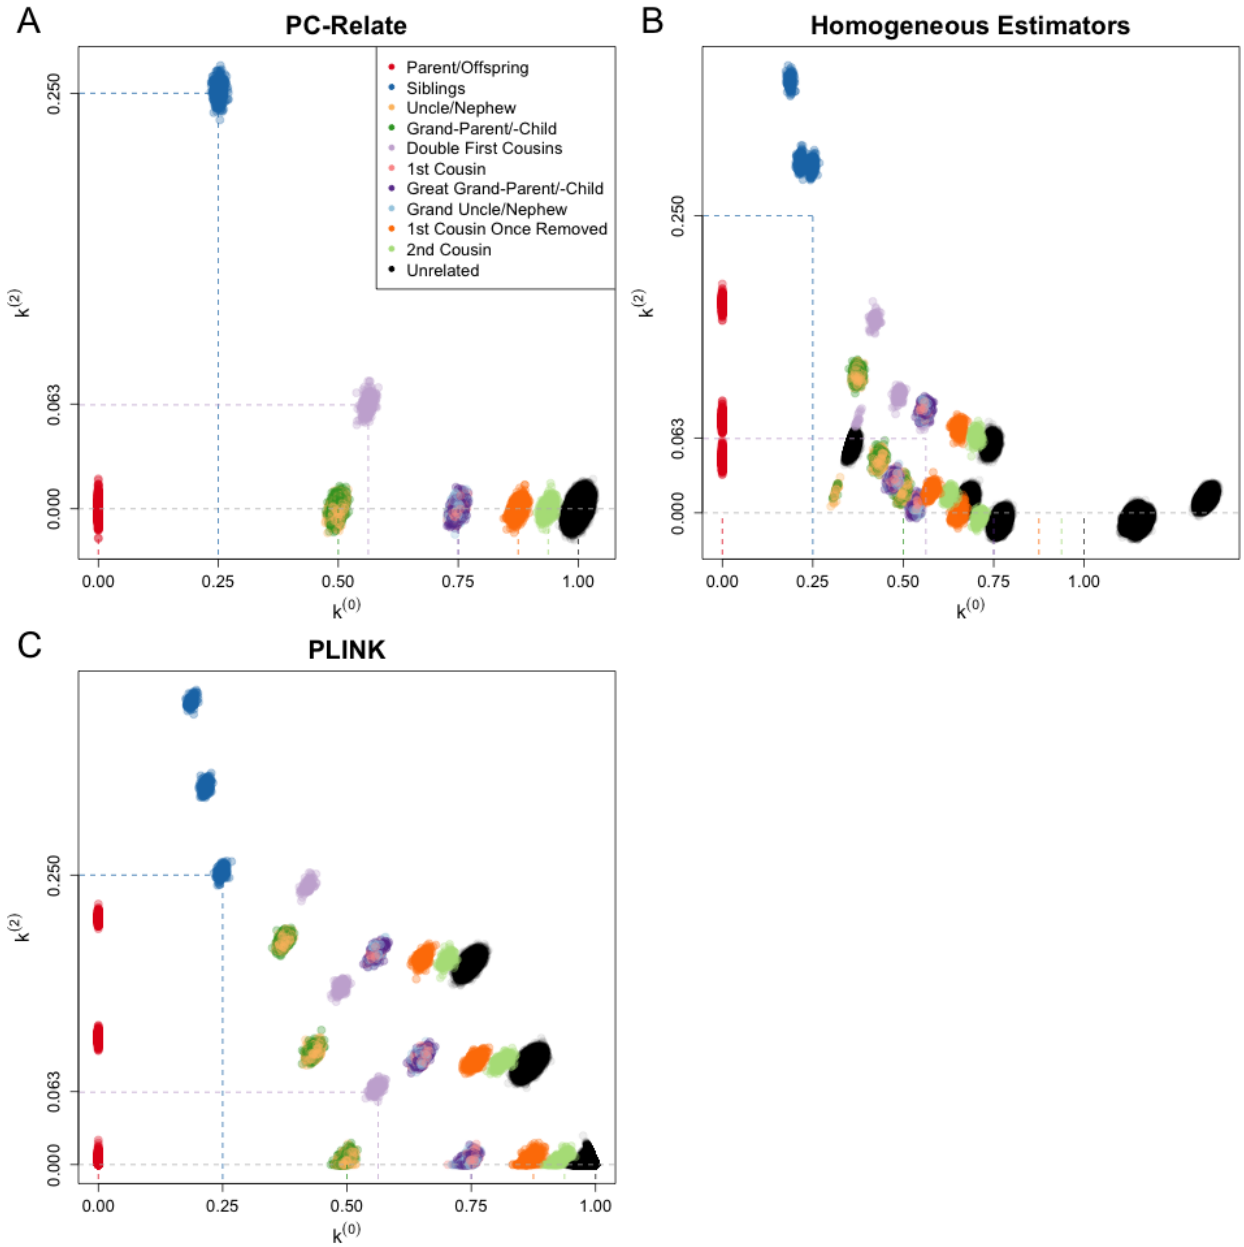 A
PC-Relate
0.250
0.063
0.000
k(2)
0.00 0.25 0.50 0.75 1.00
k(0)
Parent/Offspring
Siblings
Uncle/Nephew
Grand-Parent/-Child
Double First Cousins
1st Cousin
Great Grand-Parent/-Child
Grand Uncle/Nephew
1st Cousin Once Removed
2nd Cousin
Unrelated
B
Homogeneous Estimators
0.250
0.063
0.000
k(2)
0.00 0.25 0.50 0.75 1.00
k(0)
C
PLINK
0.250
0.063
0.000
k(2)
0.00 0.25 0.50 0.75 1.00
k(0)